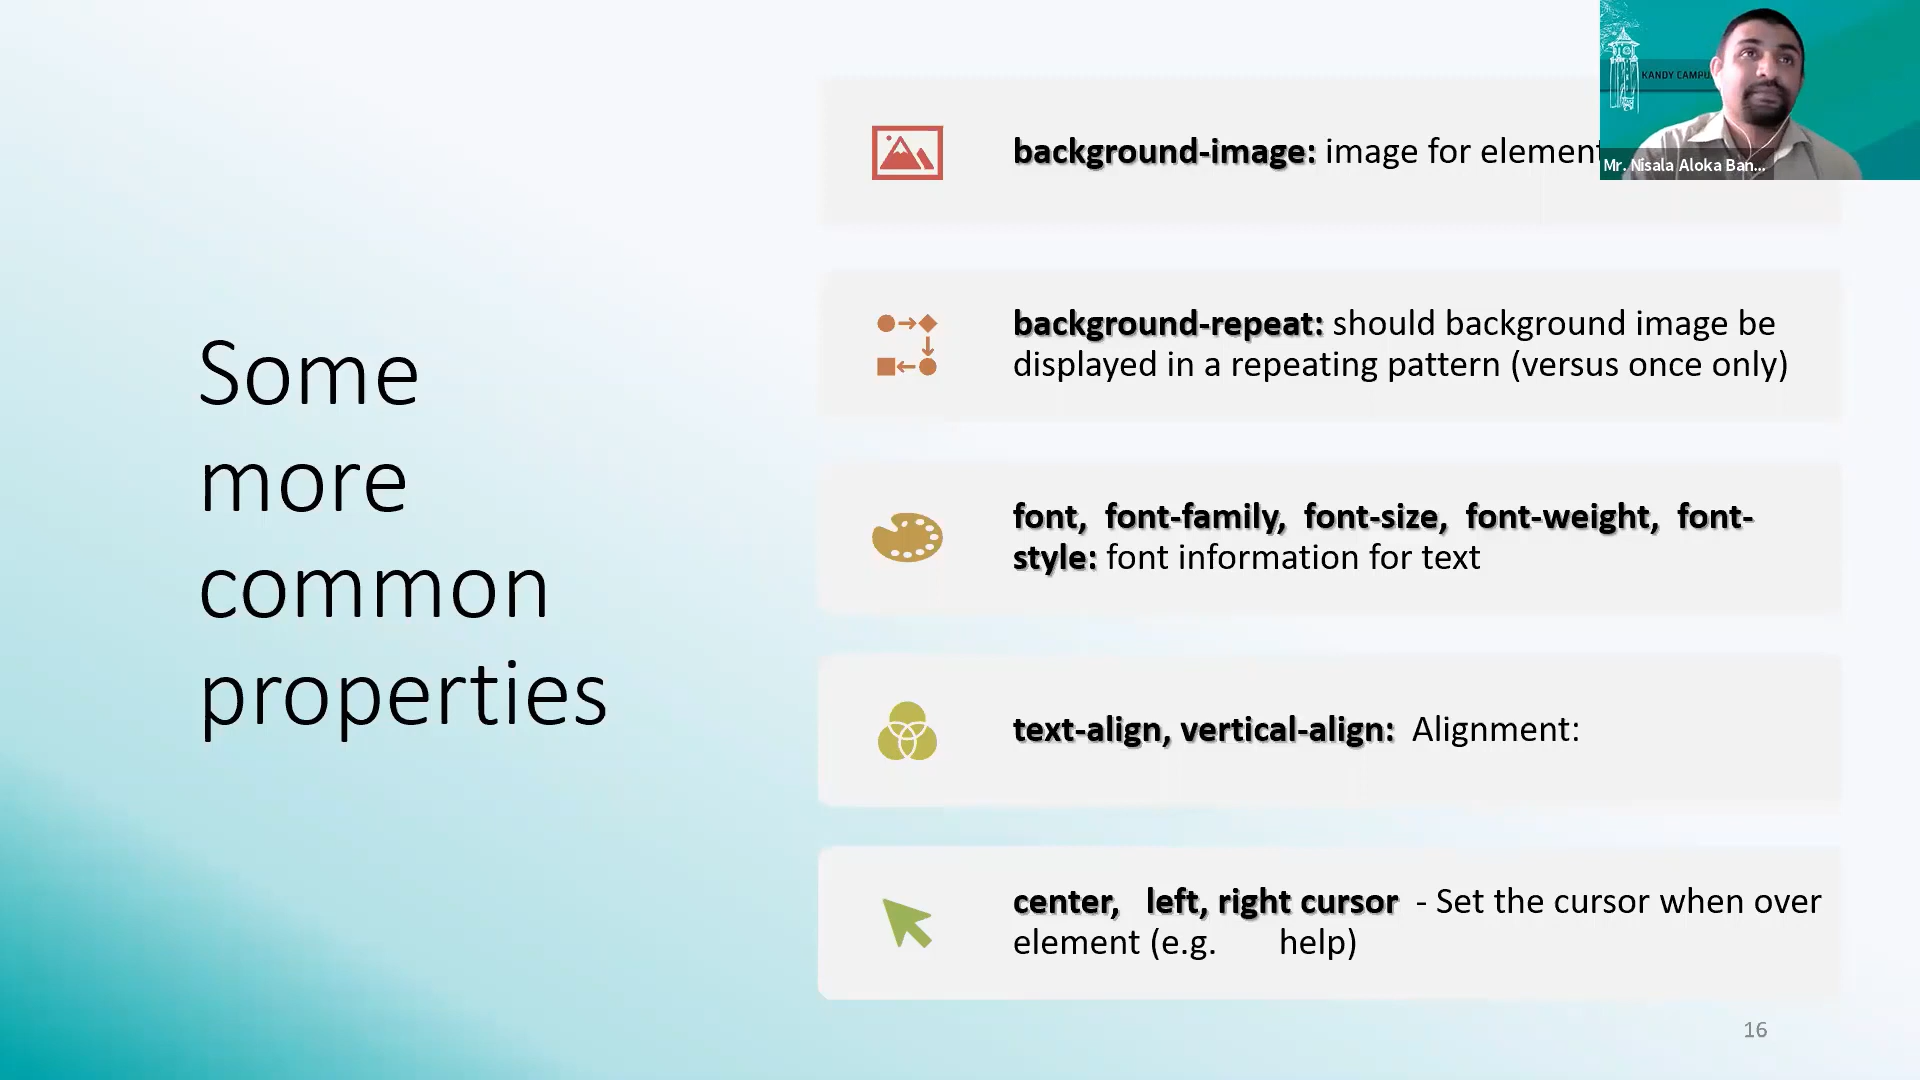 Some
more
common
properties
background-image: image for element
background-repeat: should background image be
displayed in a repeating pattern (versus once only)
font, font-family, font-size, font-weight, font-
style: font information for text
text-align, vertical-align: Alignment:
center, left, right cursor - Set the cursor when over
element (e.g. help)
16
KANDY CAMPU
Mr. Nisala Aloka Ban...